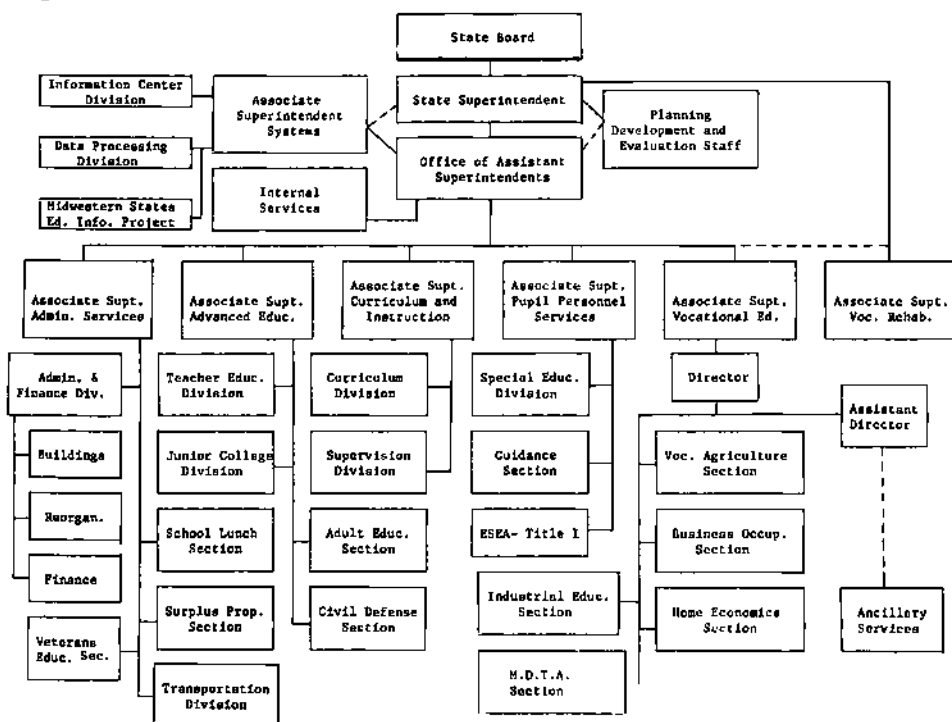 State Board
Information Center
Division
Associate
Superintendent
Systems
State Superintendent
Planning
Development and
Evaluation Staff
Data Processing
Division
Office of Assistant
Superintendents
Midwestern States
Ed. Info. Project
Internal
Services
Associate Supt.
Admin. Services
Associate Supt.
Advanced Educ.
Associate Supt.
Curriculum and
Instruction
Associate Supt.
Pupil Personnel
Services
Associate Supt.
Vocational Ed.
Associate Supt.
Voc. Rehab.
Admin. &
Finance Div.
Teacher Educ.
Division
Curriculum
Division
Special Educ.
Division
Director
Assistant
Director
Buildings
Junior College
Division
Supervision
Division
Guidance
Section
Voc. Agriculture
Section
Reorgan.
School Lunch
Section
Adult Educ.
Section
ESEA- Title I
Business Occup.
Section
Finance
Surplus Prop.
Section
Civil Defense
Section
Industrial Educ.
Section
Home Economics
Section
Ancillary
Services
Veterans
Educ. Sec.
Transportation
Division
M.D.T.A.
Section